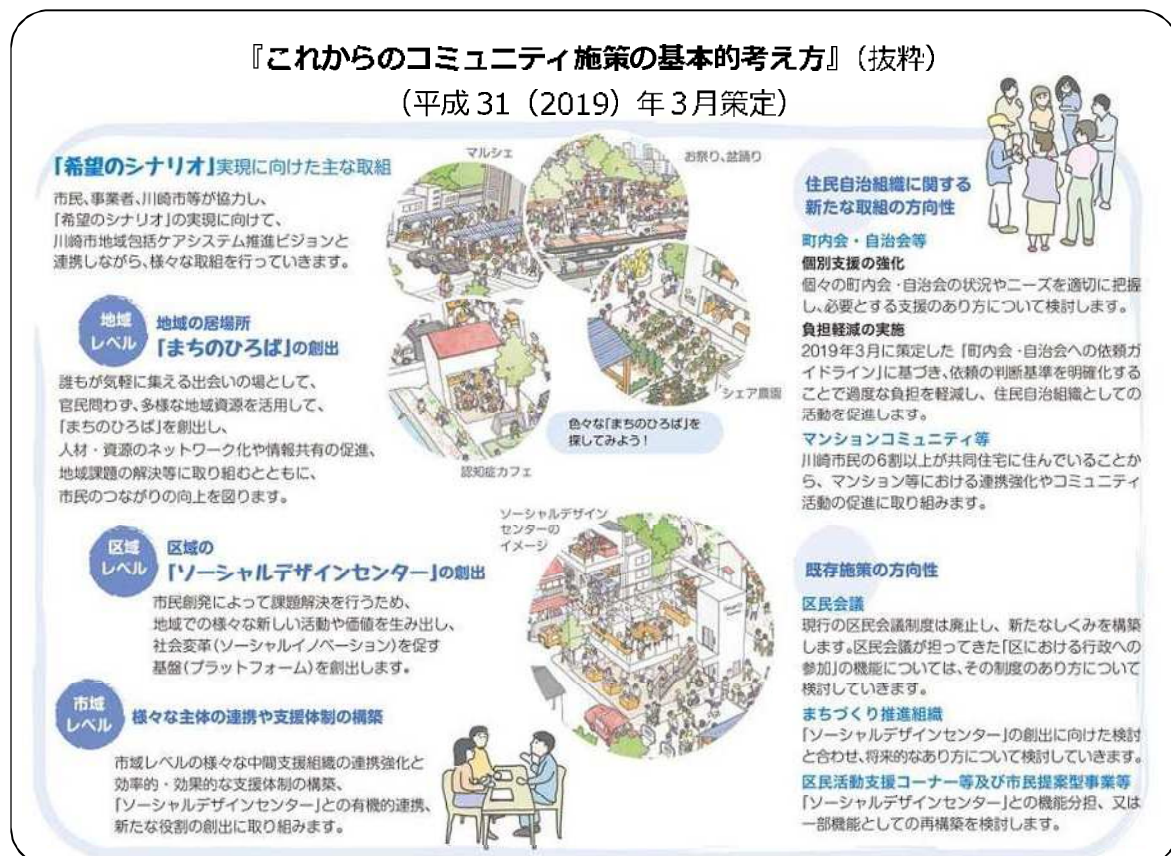 『これからのコミュニティ施策の基本的考え方』（抜粋）
（平成 31（2019）年３月策定）
「希望のシナリオ」実現に向けた主な取組
市民、事業者、川崎市等が協力し、
「希望のシナリオ」の実現に向けて、
川崎市地域包括ケアシステム推進ビジョンと
連携しながら、様々な取組を行っていきます。
マルシェ
お祭り、盆踊り
シェア農園
認知症カフェ
色々な「まちのひろば」を
探してみよう！
地域
レベル
地域の居場所
「まちのひろば」の創出
誰もが気軽に集える出会いの場として、
官民問わず、多様な地域資源を活用して、
「まちのひろば」を創出し、
人材・資源のネットワーク化や情報共有の促進、
地域課題の解決等に取り組むとともに、
市民のつながりの向上を図ります。
区域
レベル
区域の
「ソーシャルデザインセンター」の創出
市民創発によって課題解決を行うため、
地域での様々な新しい活動や価値を生み出し、
社会変革（ソーシャルイノベーション）を促す
基盤（プラットフォーム）を創出します。
ソーシャルデザイン
センターの
イメージ
市域
レベル
様々な主体の連携や支援体制の構築
市域レベルの様々な中間支援組織の連携強化と
効率的・効果的な支援体制の構築、
「ソーシャルデザインセンター」との有機的連携、
新たな役割の創出に取り組みます。
住民自治組織に関する
新たな取組の方向性
町内会・自治会等
個別支援の強化
個々の町内会・自治会の状況やニーズを適切に把握
し、必要とする支援のあり方について検討します。
負担軽減の実施
2019年3月に策定した「町内会・自治会への依頼ガ
イドライン」に基づき、依頼の判断基準を明確化する
ことで過度な負担を軽減し、住民自治組織としての
活動を促進します。
マンションコミュニティ等
川崎市民の6割以上が共同住宅に住んでいることか
ら、マンション等における連携強化やコミュニティ
活動の促進に取り組みます。
既存施策の方向性
区民会議
現行の区民会議制度は廃止し、新たなしくみを構築
します。区民会議が担ってきた「区における行政への
参加」の機能については、その制度のあり方について
検討していきます。
まちづくり推進組織
「ソーシャルデザインセンター」の創出に向けた検討
と合わせ、将来的なあり方について検討していきます。
区民活動支援コーナー等及び市民提案型事業等
「ソーシャルデザインセンター」との機能分担、又は
一部機能としての再構築を検討します。